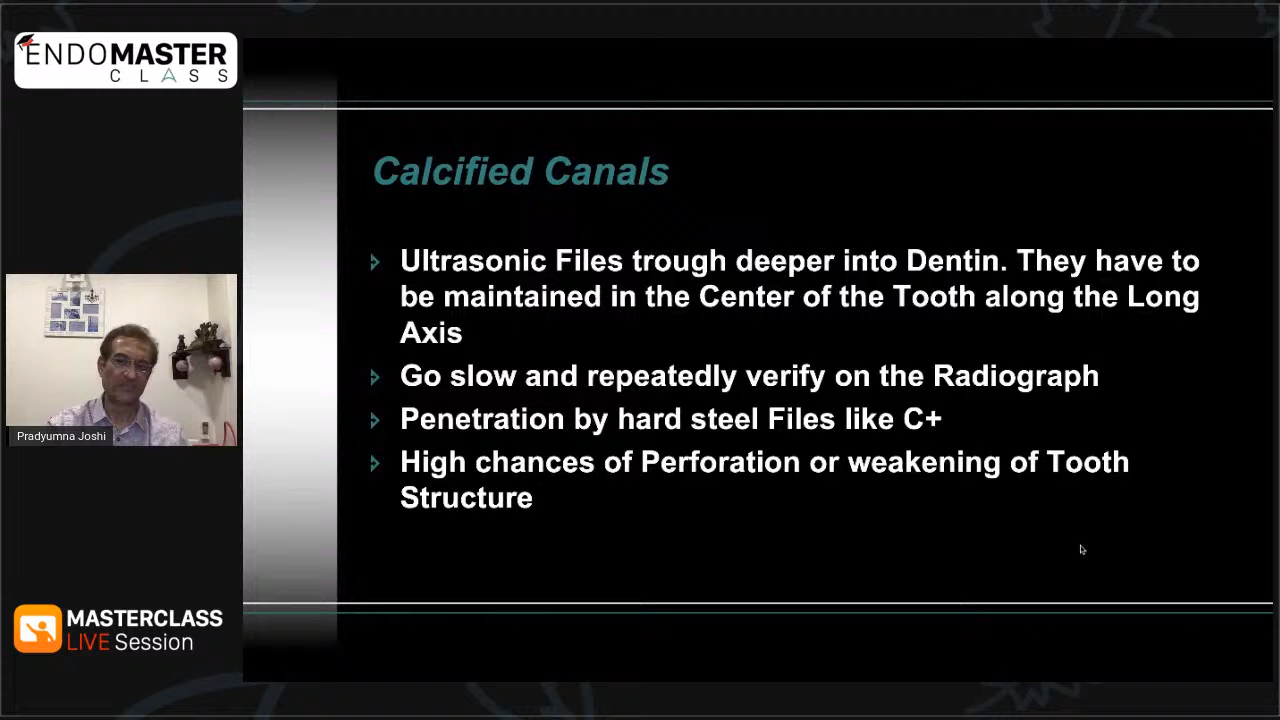 ENDOMASTER
CLASS
Calcified Canals
Ultrasonic Files trough deeper into Dentin. They have to
be maintained in the Center of the Tooth along the Long
Axis
Go slow and repeatedly verify on the Radiograph
Penetration by hard steel Files like C+
High chances of Perforation or weakening of Tooth
Structure
Pradyumna Joshi
MASTERCLASS
LIVE Session